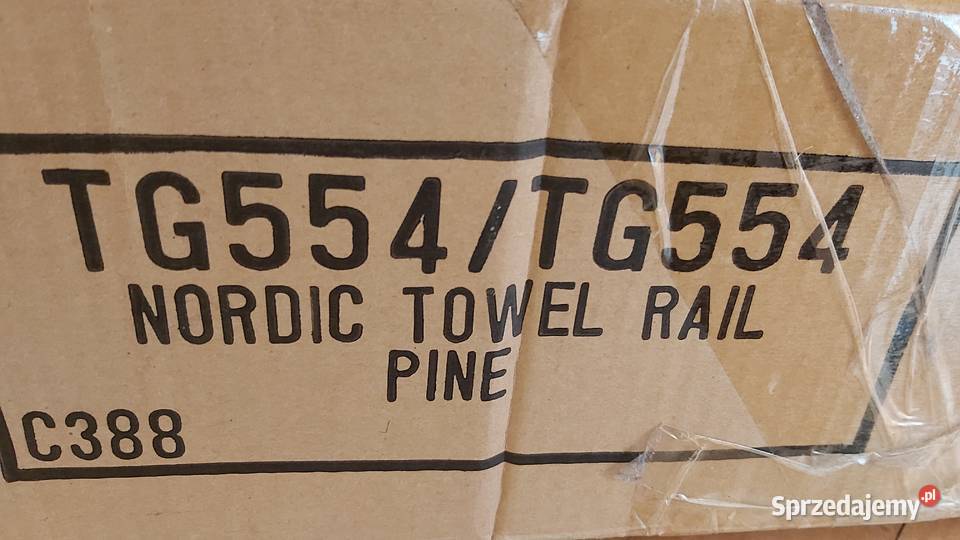 TG554/TG554
NORDIC TOWEL RAIL
PINE
C388
Sprzedajemy.pl